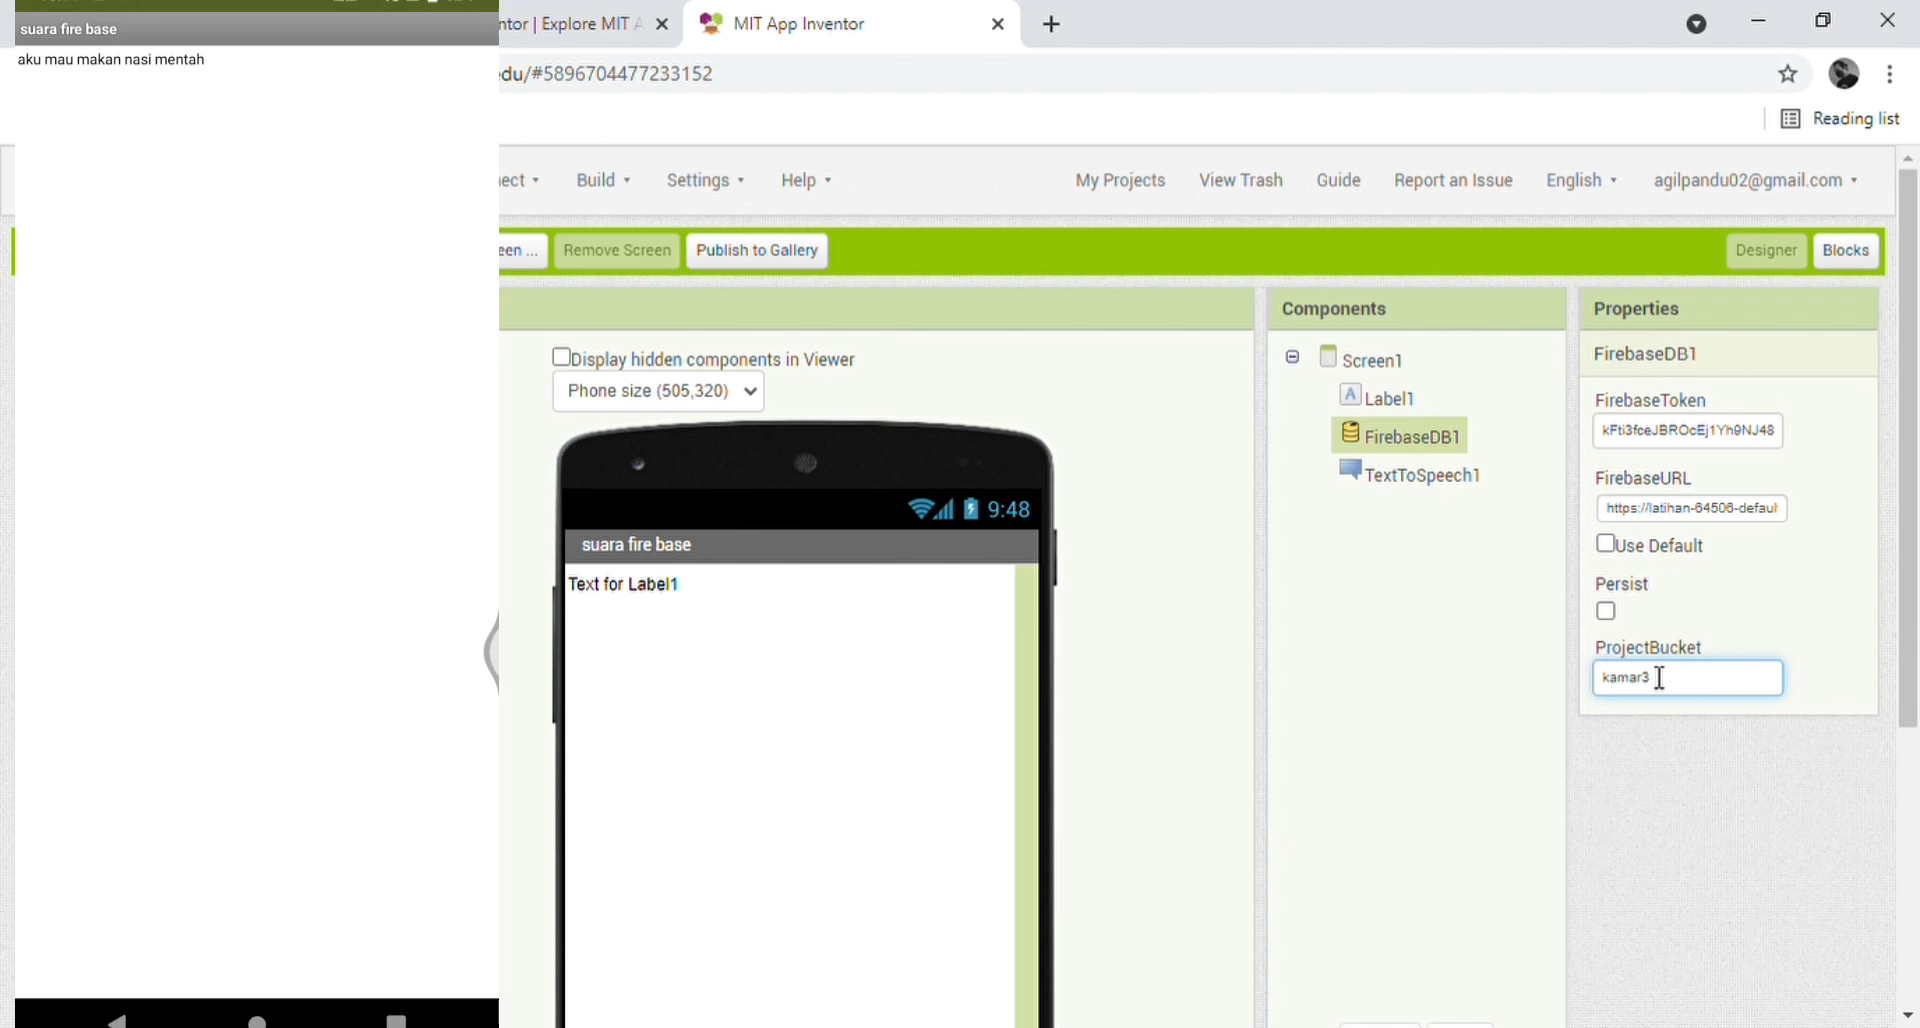 suara fire base
aku mau makan nasi mentah
ntor | Explore MIT A
MIT App Inventor
du/#5896704477233152
Reading list
ect
Build
Settings
Help
My Projects
View Trash
Guide
Report an Issue
English
agilpandu02@gmail.com
een ...
Remove Screen
Publish to Gallery
Designer
Blocks
Display hidden components in Viewer
Phone size (505,320)
9:48
suara fire base
Text for Label1
Components
Screen1
A
Label1
FirebaseDB1
TextToSpeech1
Properties
FirebaseDB1
FirebaseToken
kFti3fceJBROcEj1Yh9NJ48
FirebaseURL
https://latihan-64506-defaul
Use Default
Persist
ProjectBucket
kamar3